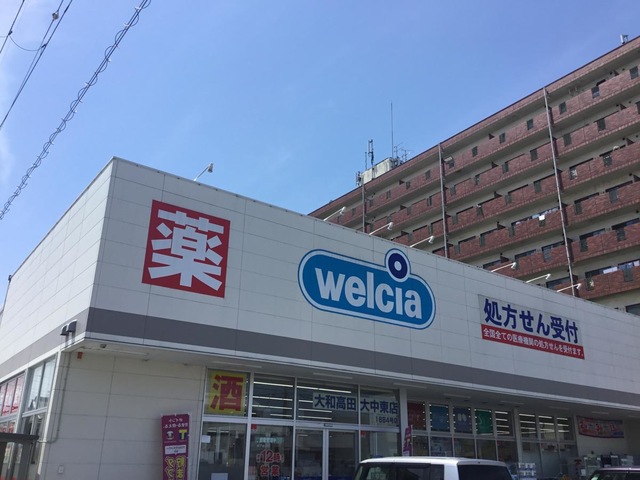 薬
welcia
処方せん受付
全国全ての医療機関の処方せんを受付ます。
酒
大和高田 大中東店